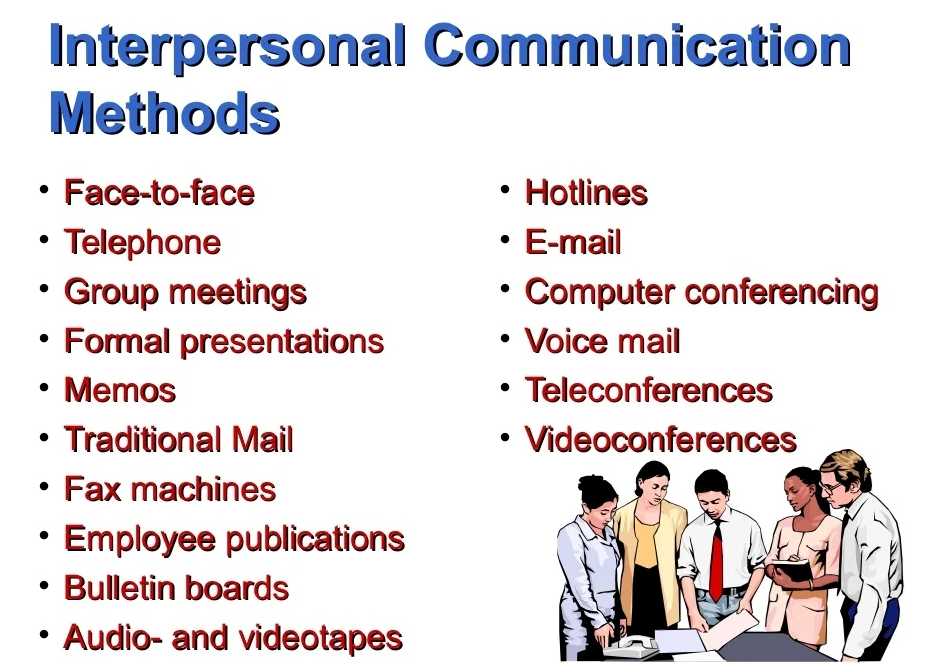 Interpersonal Communication
Methods
• Face-to-face
• Telephone
• Group meetings
• Formal presentations
• Memos
• Traditional Mail
• Fax machines
• Employee publications
• Bulletin boards
• Audio- and videotapes
• Hotlines
• E-mail
• Computer conferencing
• Voice mail
• Teleconferences
• Videoconferences